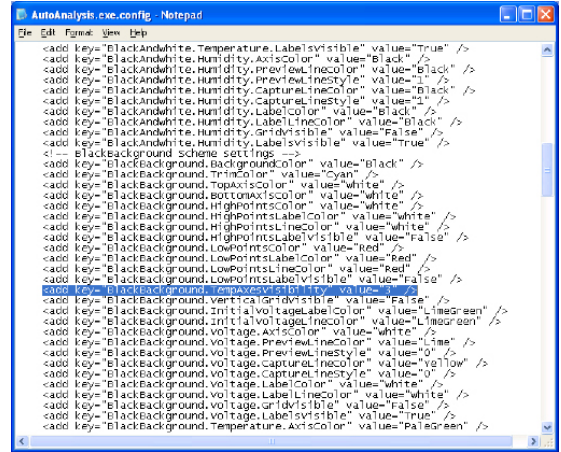 AutoAnalysis.exe.config - Notepad
File Edit Format View Help
<add key="BlackAndwhite.Temperature.LabelsVisible" value="True" />
<add key="BlackAndwhite.Humidity.AxisColor" value="Black" />
<add key="BlackAndwhite.Humidity.PreviewLineColor" value="Black" />
<add key="BlackAndwhite.Humidity.PreviewLineStyle" value="1" />
<add key="BlackAndwhite.Humidity.CaptureLineColor" value="Black" />
<add key="BlackAndwhite.Humidity.CaptureLineStyle" value="1" />
<add key="BlackAndwhite.Humidity.LabelColor" value="Black" />
<add key="BlackAndwhite.Humidity.LabelLineColor" value="Black" />
<add key="BlackAndwhite.Humidity.GridVisible" value="False" />
<add key="BlackAndwhite.Humidity.LabelsVisible" value="True" />
<!-- BlackBackground Scheme settings -->
<add key="BlackBackground.BackgroundColor" value="Black" />
<add key="BlackBackground.TrimColor" value="Cyan" />
<add key="BlackBackground.TopAxisColor" value="white" />
<add key="BlackBackground.BottomAxisColor" value="white" />
<add key="BlackBackground.HighPointsColor" value="white" />
<add key="BlackBackground.HighPointsLabelColor" value="white" />
<add key="BlackBackground.HighPointsLineColor" value="white" />
<add key="BlackBackground.HighPointsLabelVisible" value="False" />
<add key="BlackBackground.LowPointsColor" value="Red" />
<add key="BlackBackground.LowPointsLabelColor" value="Red" />
<add key="BlackBackground.LowPointsLineColor" value="Red" />
<add key="BlackBackground.LowPointsLabelVisible" value="False" />
<add key="BlackBackground.TempAxesVisibility" value="3" />
<add key="BlackBackground.VerticalGridVisible" value="False" />
<add key="BlackBackground.InitialVoltageLabelColor" value="LimeGreen" />
<add key="BlackBackground.InitialVoltageLineColor" value="LimeGreen" />
<add key="BlackBackground.Voltage.AxisColor" value="white" />
<add key="BlackBackground.Voltage.PreviewLineColor" value="Lime" />
<add key="BlackBackground.Voltage.PreviewLineStyle" value="0" />
<add key="BlackBackground.Voltage.CaptureLineColor" value="Yellow" />
<add key="BlackBackground.Voltage.CaptureLineStyle" value="0" />
<add key="BlackBackground.Voltage.LabelColor" value="white" />
<add key="BlackBackground.Voltage.LabelLineColor" value="white" />
<add key="BlackBackground.Voltage.GridVisible" value="False" />
<add key="BlackBackground.Voltage.LabelsVisible" value="True" />
<add key="BlackBackground.Temperature.AxisColor" value="PaleGreen" />